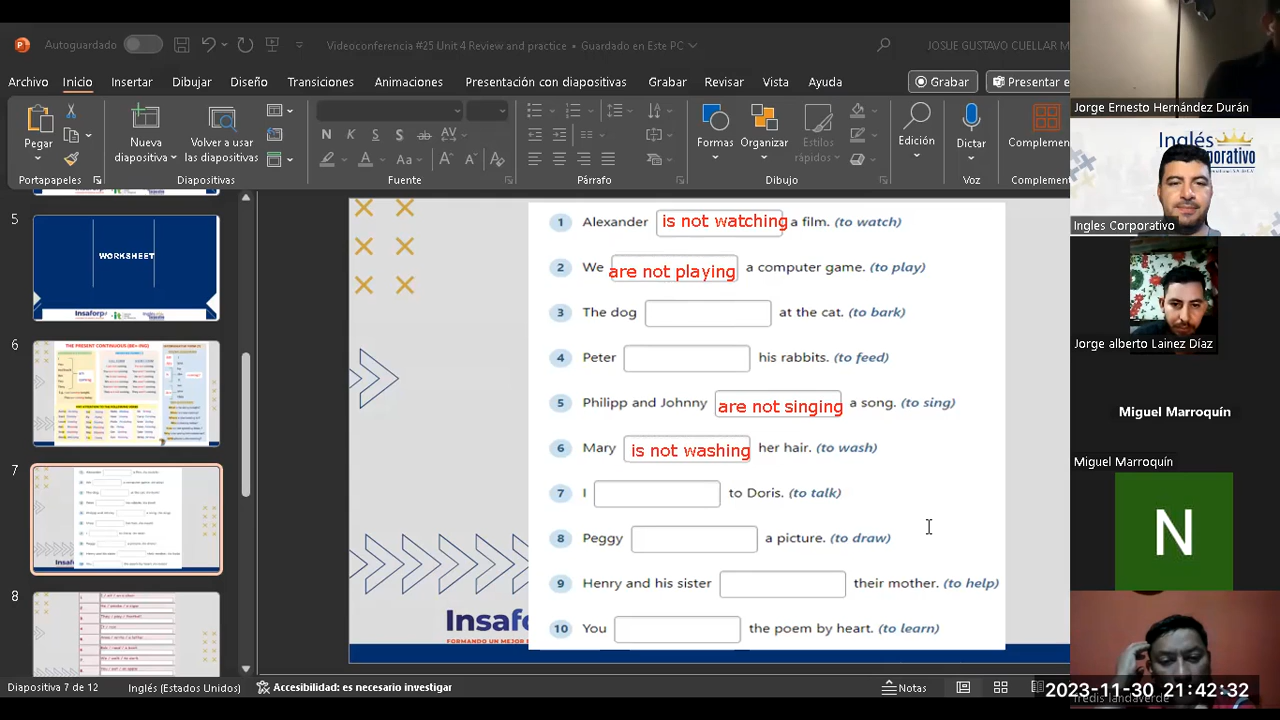 Autoguardado
Videoconferencia #25 Unit 4 Review and practice • Guardado en Este PC
JOSUE GUSTAVO CUELLAR M
Archivo Inicio Insertar Dibujar Diseño Transiciones Animaciones Presentación con diapositivas Grabar Revisar Vista Ayuda
Grabar
Presentar e
Pegar
Nueva diapositiva
Volver a usar las diapositivas
Formas
Organizar
Estilos rápidos
Edición
Dibujo
Dictar
Complemen
Portapapeles
Diapositivas
Fuente
Párrafo
Dibujo
Voz
Complemen
5
WORKSHEET
Insaforp
6
THE PRESENT CONTINUOUS (BE+-ING)
7
8
1 Alexander is not watching a film. (to watch)
2 We are not playing a computer game. (to play)
The dog at the cat. (to bark)
Peter his rabbits. (to feed)
Philipp and Johnny are not singing a song. (to sing)
6 Mary is not washing her hair. (to wash)
to Doris. (to talk)
Peggy a picture. (to draw)
9 Henry and his sister their mother. (to help)
10 You the poem by heart. (to learn)
Insafo
FORMANDO UN MEJOR
Jorge Ernesto Hernández Durán
Inglés
Ingles Corporativo
Jorge alberto Lainez Díaz
Miguel Marroquín
Miguel Marroquín
N
fredis landaverde
2023-11-30 21:42:32
Diapositiva 7 de 12
Inglés (Estados Unidos)
Accesibilidad: es necesario investigar
Notas